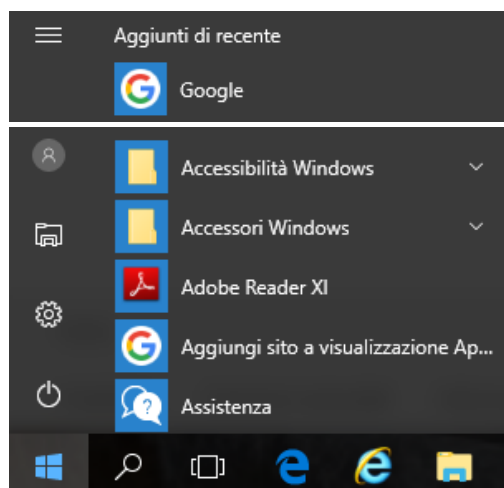 Aggiunti di recente
Google
Accessibilità Windows
Accessori Windows
Adobe Reader XI
Aggiungi sito a visualizzazione Ap...
Assistenza